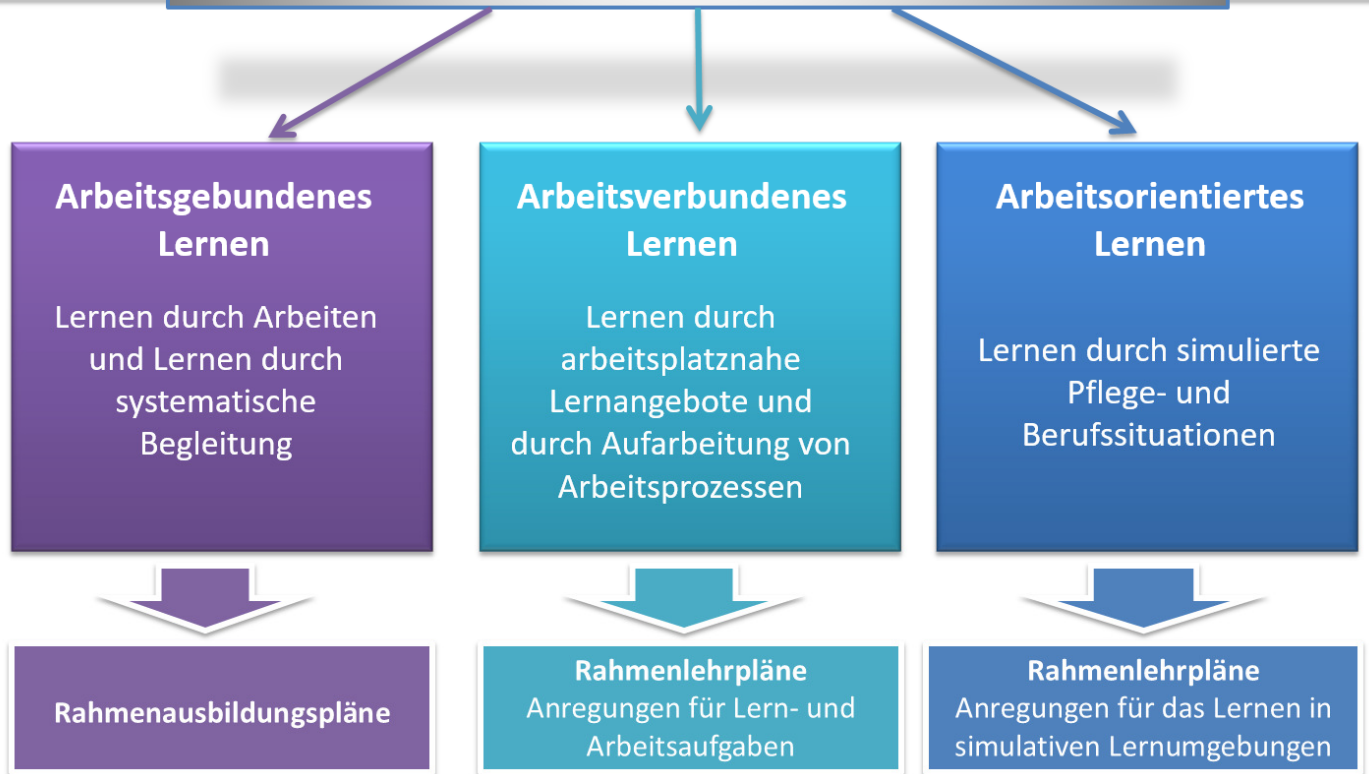 Arbeitsgebundenes
Lernen
Lernen durch Arbeiten
und Lernen durch
systematische
Begleitung
Arbeitsverbundenes
Lernen
Lernen durch
arbeitsplatznahe
Lernangebote und
durch Aufarbeitung von
Arbeitsprozessen
Arbeitsorientiertes
Lernen
Lernen durch simulierte
Pflege- und
Berufssituationen
Rahmenausbildungspläne
Rahmenlehrpläne
Anregungen für Lern- und
Arbeitsaufgaben
Rahmenlehrpläne
Anregungen für das Lernen in
simulativen Lernumgebungen